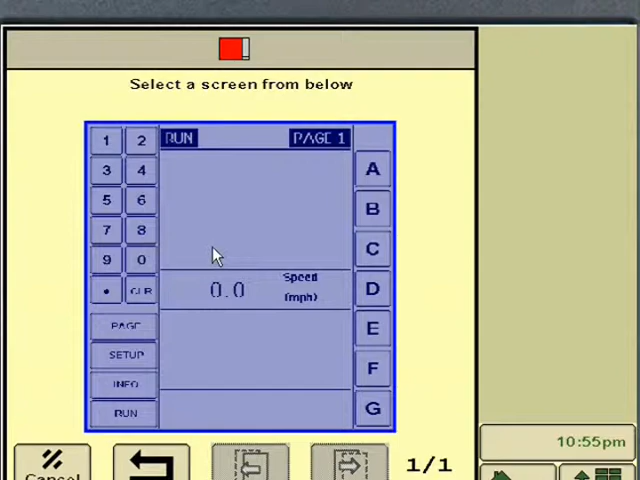 Select a screen from below
1 2 RUN PAGE 1
3 4 A
5 6 B
7 8 C
9 0
. CLR 0.0 Speed (mph) D
PAGE E
SETUP F
INFO
RUN G
10:55pm
Cancel 1/1